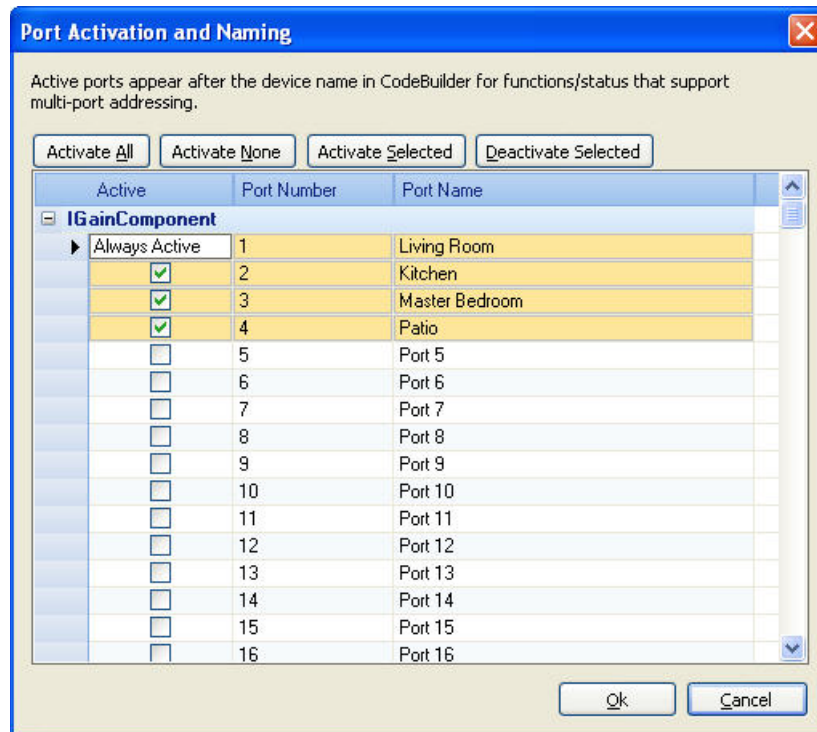 Port Activation and Naming
Active ports appear after the device name in CodeBuilder for functions/status that support
multi-port addressing.
Activate All Activate None Activate Selected Deactivate Selected
Active Port Number Port Name
IGainComponent
Always Active 1 Living Room
2 Kitchen
3 Master Bedroom
4 Patio
5 Port 5
6 Port 6
7 Port 7
8 Port 8
9 Port 9
10 Port 10
11 Port 11
12 Port 12
13 Port 13
14 Port 14
15 Port 15
16 Port 16
Ok Cancel